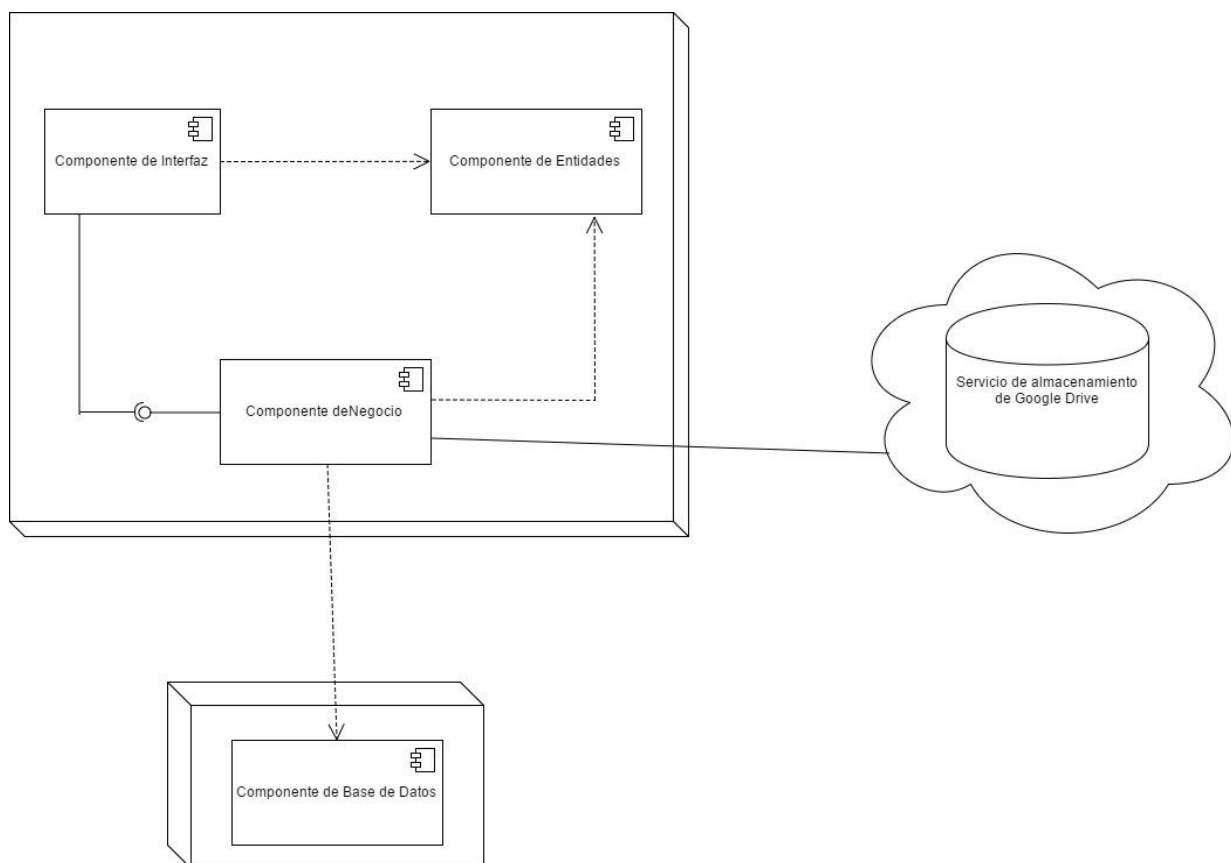 Componente de Interfaz
Componente de Entidades
Componente deNegocio
Servicio de almacenamiento
de Google Drive
Componente de Base de Datos